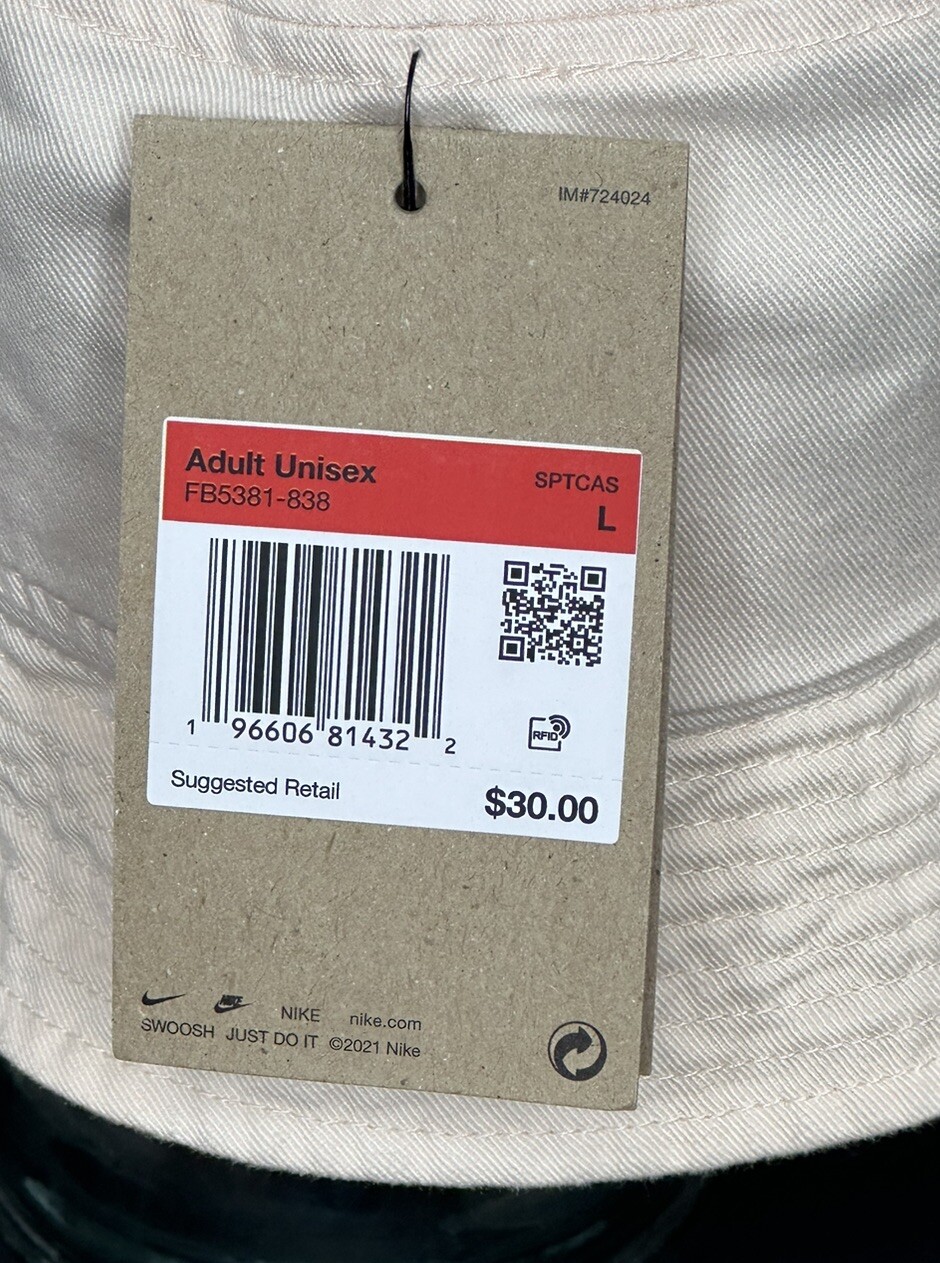 IM#724024
Adult Unisex SPTCAS
FB5381-838 L
1 96606 81432 2
RFID
Suggested Retail $30.00
NIKE NIKE nike.com
SWOOSH JUST DO IT ©2021 Nike